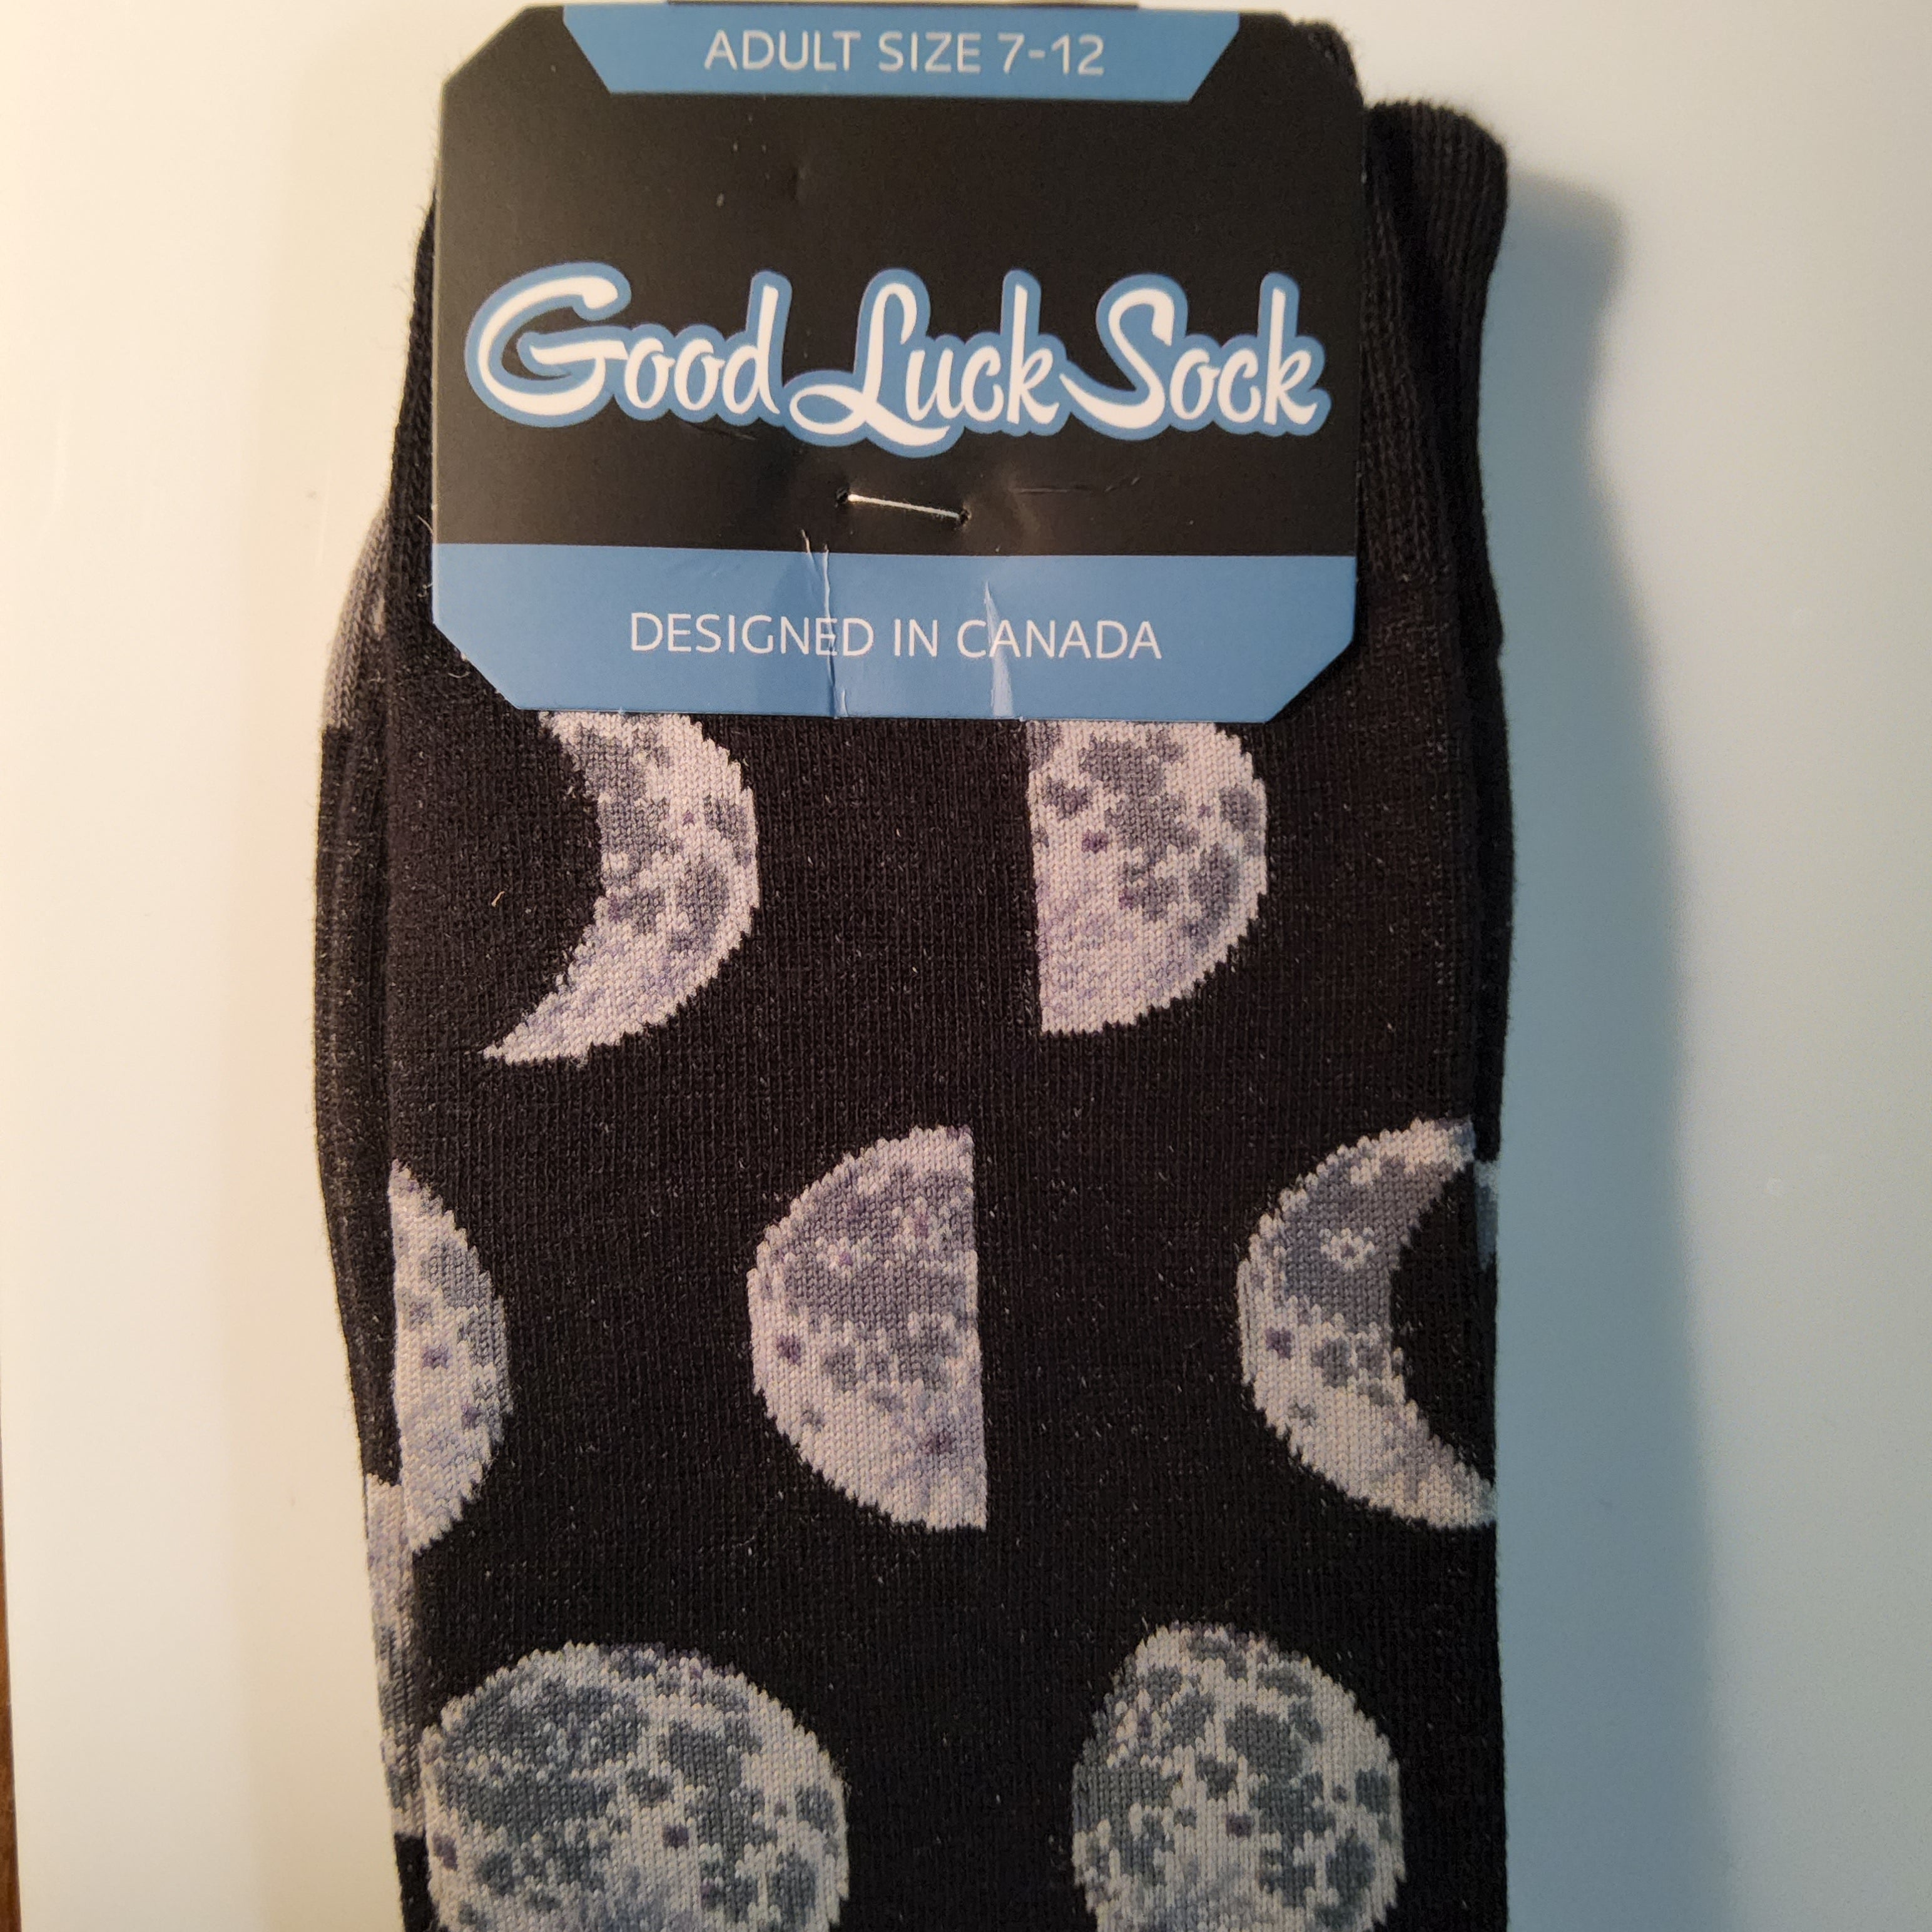 ADULT SIZE 7-12
Good Luck Sock
DESIGNED IN CANADA